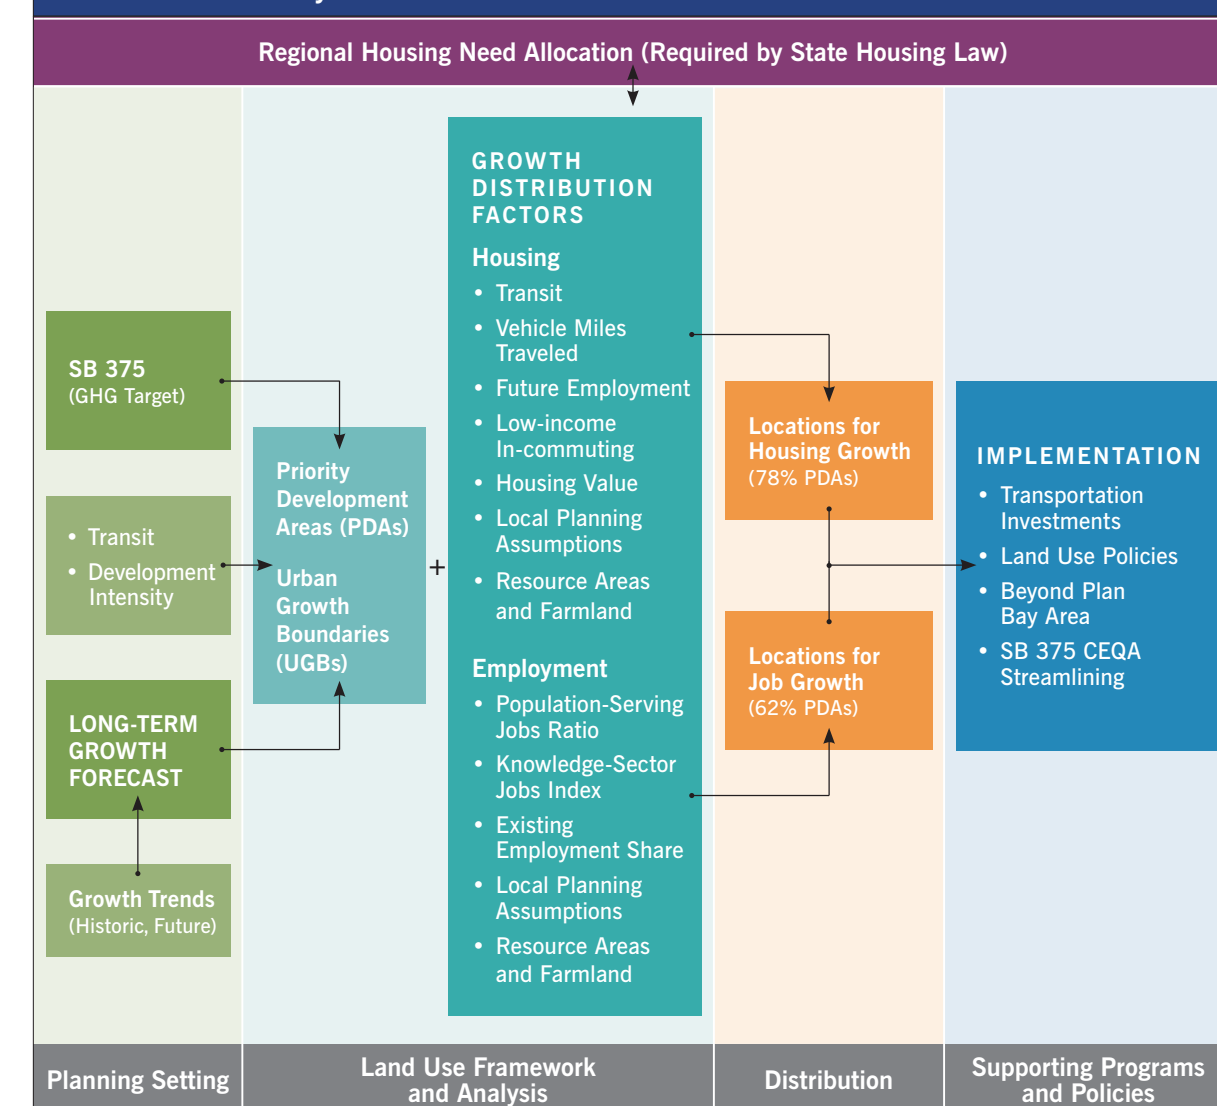 Regional Housing Need Allocation (Required by State Housing Law)
SB 375
(GHG Target)
• Transit
• Development
Intensity
LONG-TERM
GROWTH
FORECAST
Growth Trends
(Historic, Future)
Priority
Development
Areas (PDAs)
Urban
Growth
Boundaries
(UGBs)
+
GROWTH
DISTRIBUTION
FACTORS
Housing
• Transit
• Vehicle Miles
Traveled
• Future Employment
• Low-income
In-commuting
• Housing Value
• Local Planning
Assumptions
• Resource Areas
and Farmland
Employment
• Population-Serving
Jobs Ratio
• Knowledge-Sector
Jobs Index
• Existing
Employment Share
• Local Planning
Assumptions
• Resource Areas
and Farmland
Locations for
Housing Growth
(78% PDAs)
Locations for
Job Growth
(62% PDAs)
IMPLEMENTATION
• Transportation
Investments
• Land Use Policies
• Beyond Plan
Bay Area
• SB 375 CEQA
Streamlining
Planning Setting
Land Use Framework
and Analysis
Distribution
Supporting Programs
and Policies